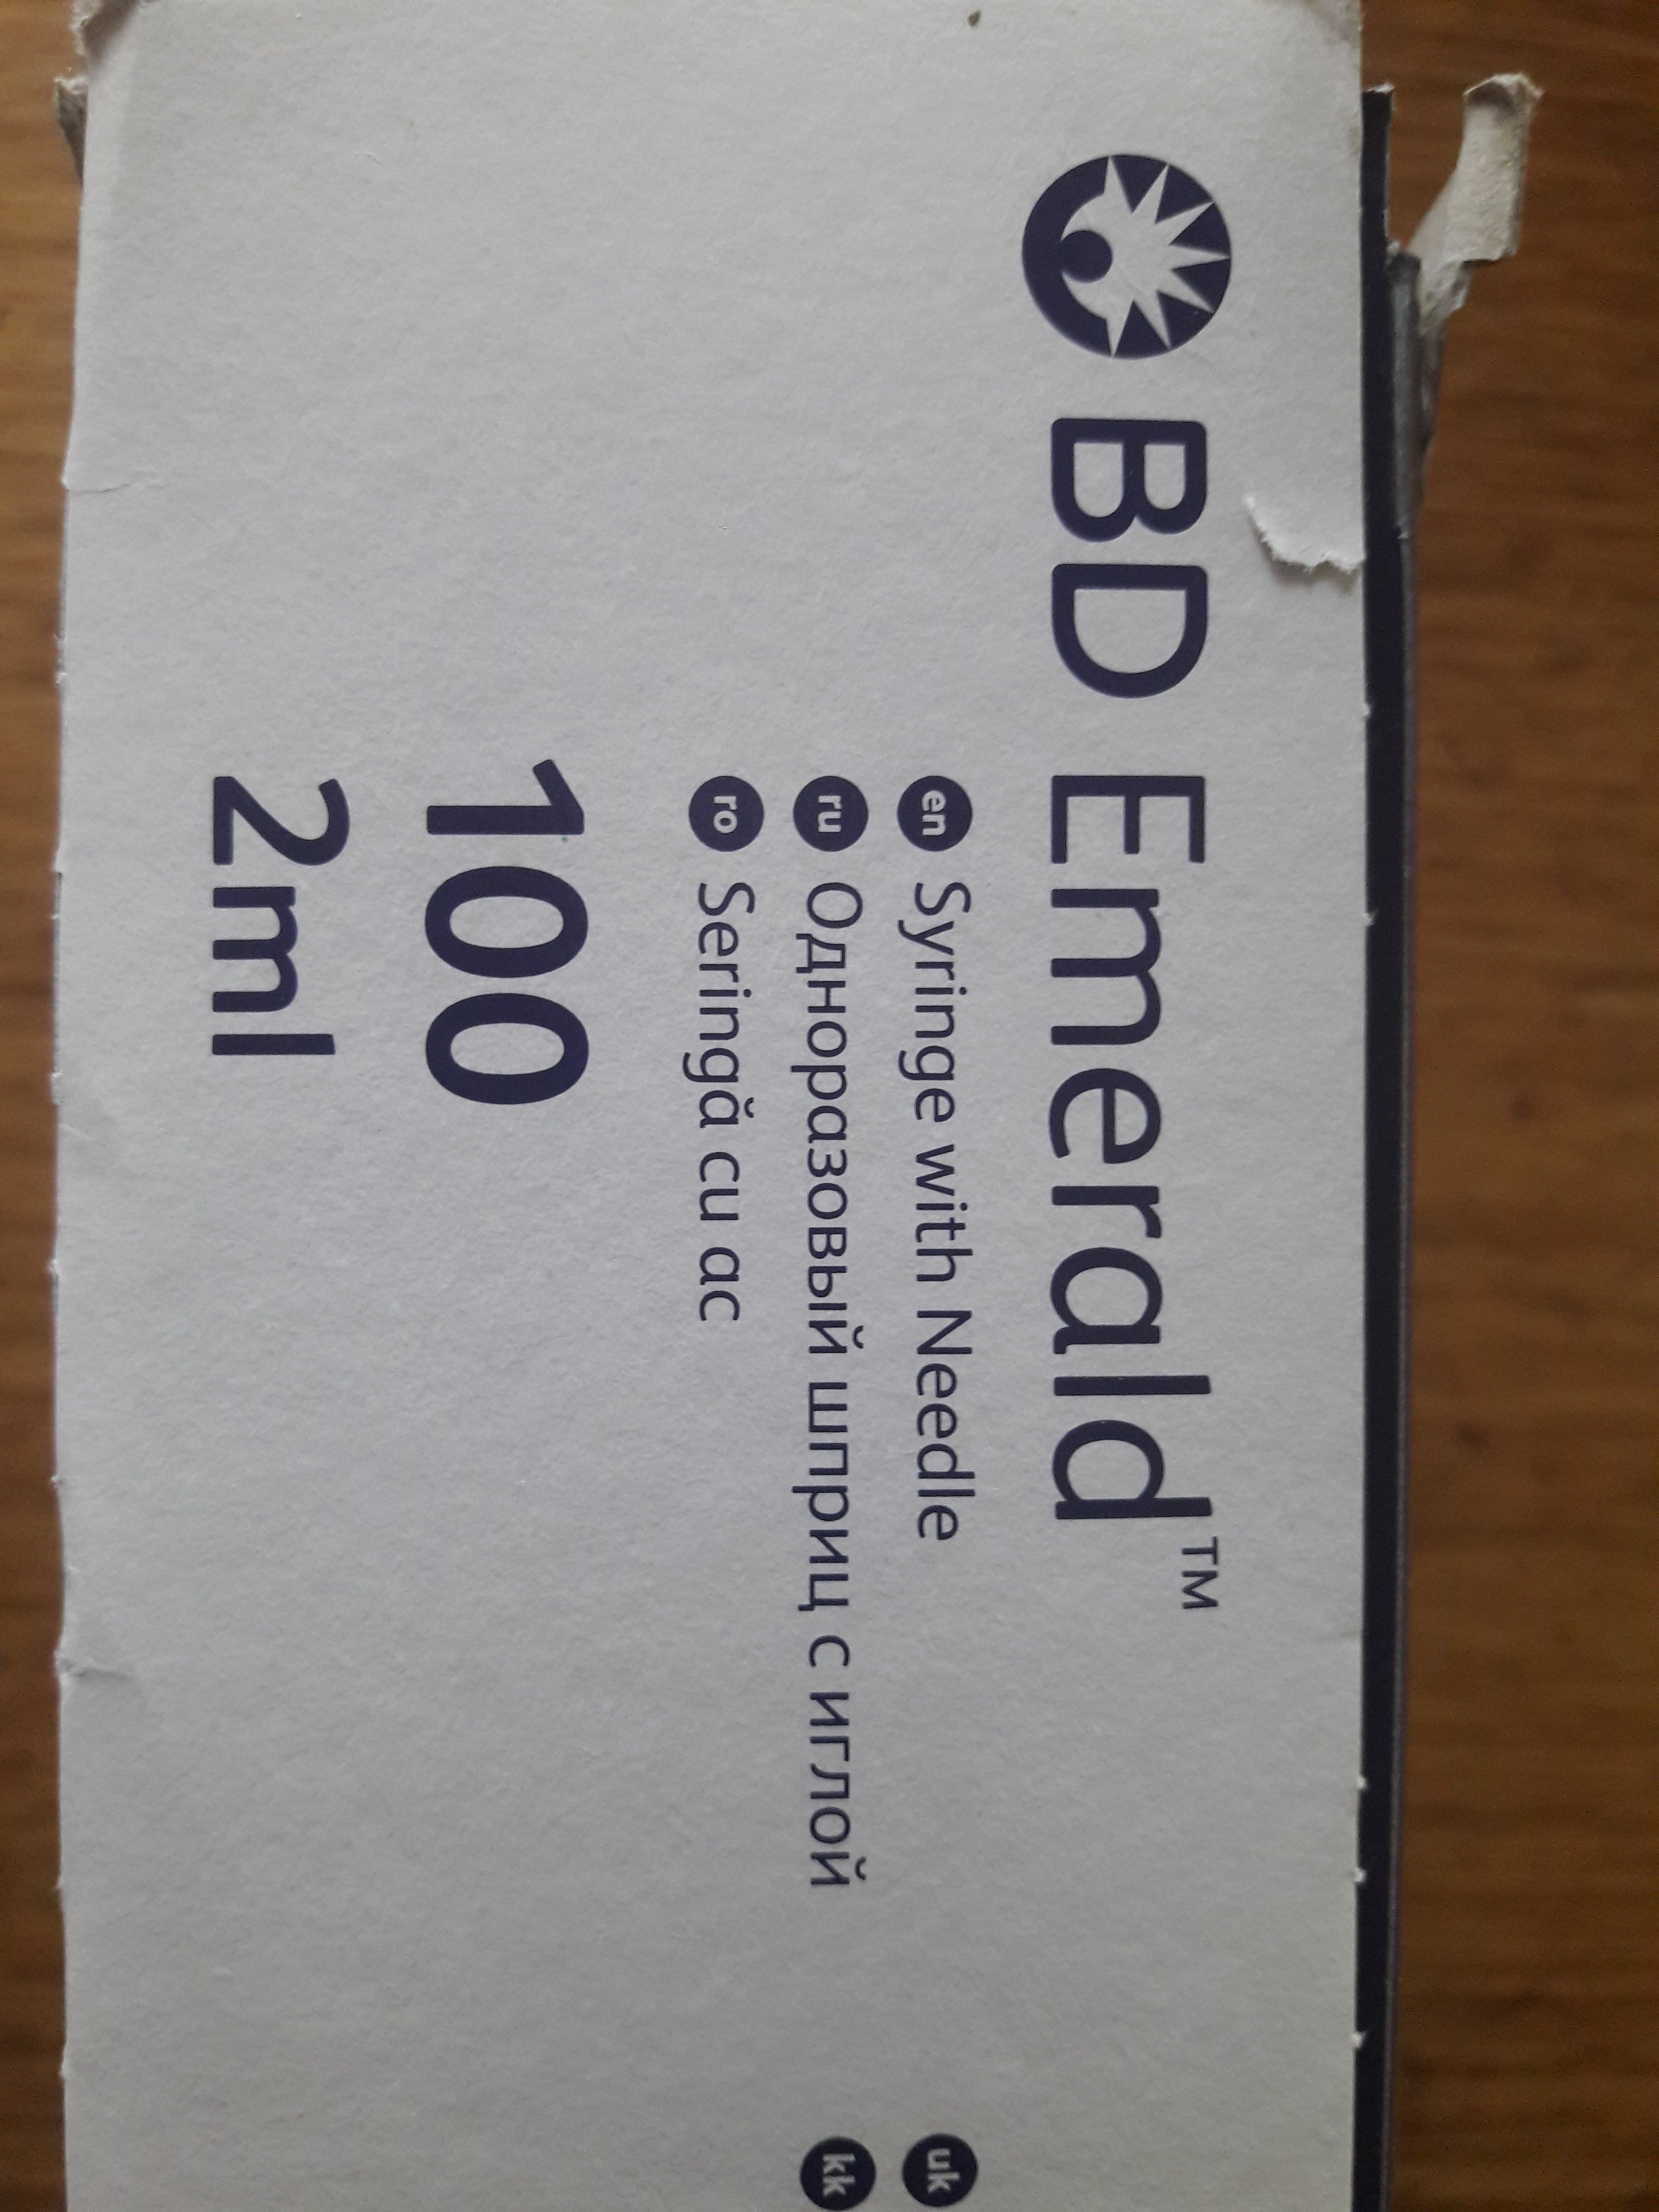 BD Emerald™
en Syringe with Needle
ru Одноразовый шприц с иглой
ro Seringă cu ac
uk
kk
100
2ml